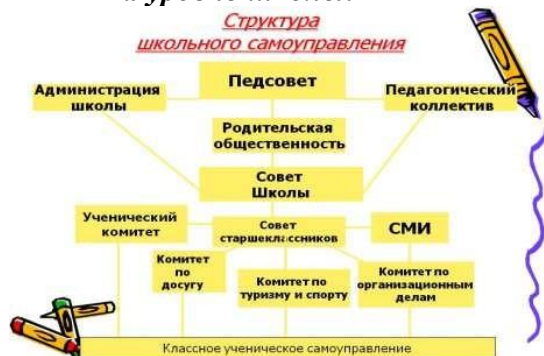 Структура
школьного самоуправления
Педсовет
Администрация
школы
Педагогический
коллектив
Родительская
общественность
Совет
Школы
Ученический
комитет
Совет
старшеклассников
СМИ
Комитет
по
досугу
Комитет по
туризму и спорту
Комитет по
организационным
делам
Классное ученическое самоуправление